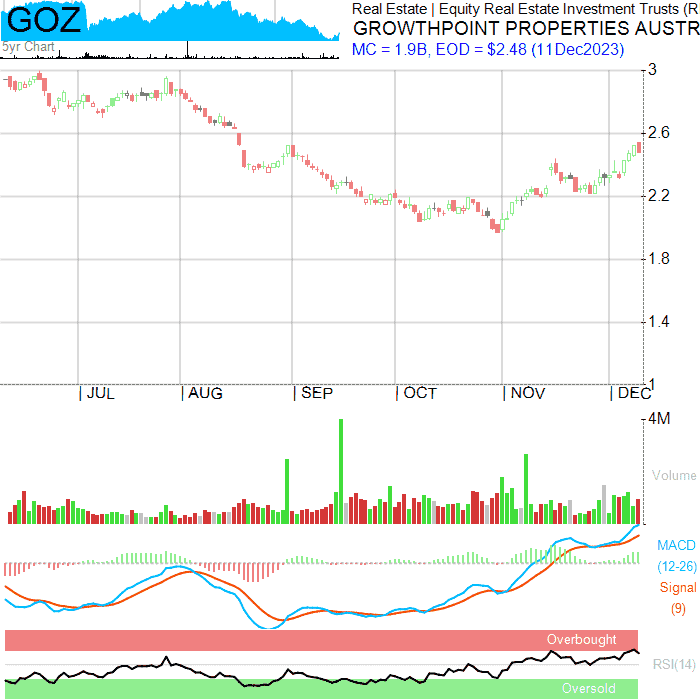 GOZ
5yr Chart
Real Estate | Equity Real Estate Investment Trusts (R
GROWTHPOINT PROPERTIES AUSTR
MC = 1.9B, EOD = $2.48 (11Dec2023)
3
2.6
2.2
1.8
1.4
1
| JUL | AUG | SEP | OCT | NOV | DEC
4M
Volume
MACD
(12-26)
Signal
(9)
Overbought
RSI(14)
Oversold